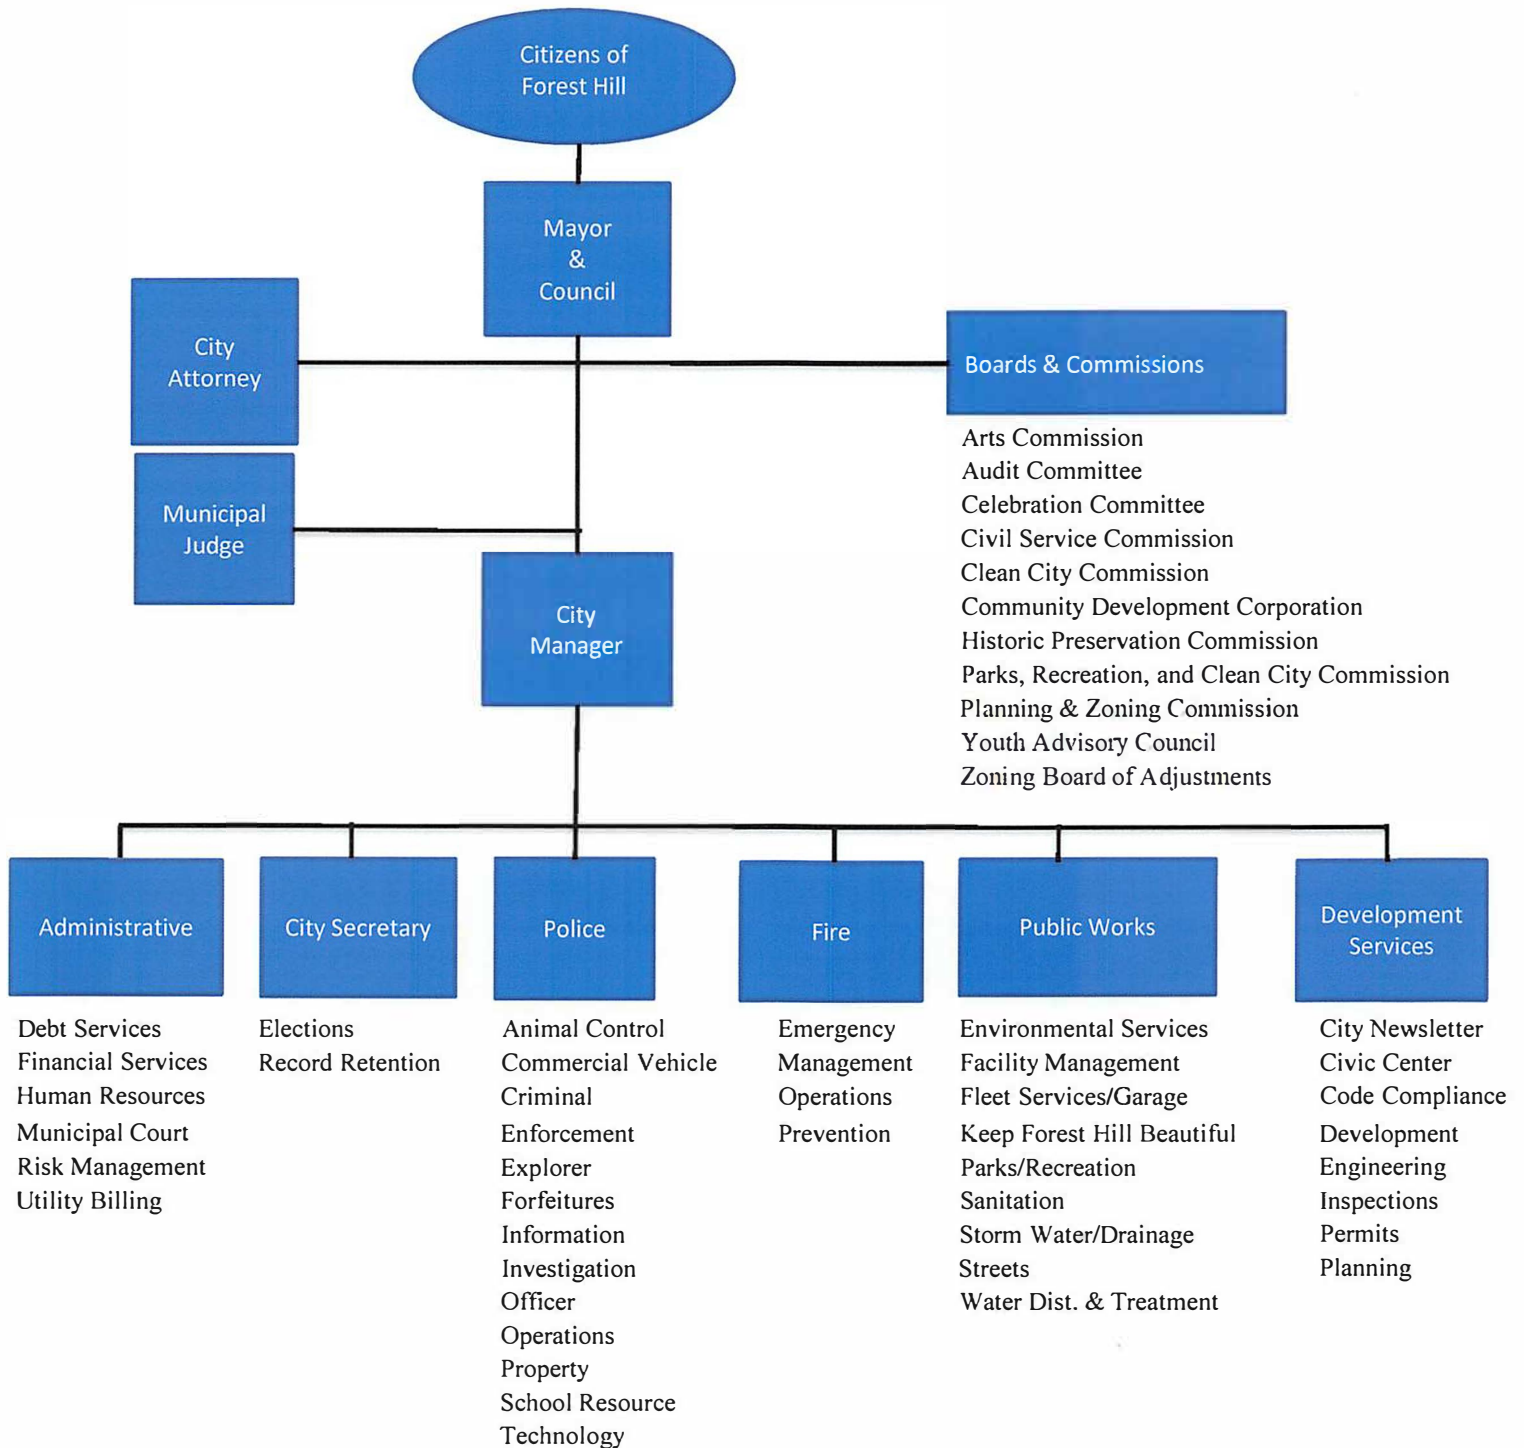 Citizens of
Forest Hill
Mayor
&
Council
City
Attorney
Boards & Commissions
Arts Commission
Audit Committee
Celebration Committee
Civil Service Commission
Clean City Commission
Community Development Corporation
Historic Preservation Commission
Parks, Recreation, and Clean City Commission
Planning & Zoning Commission
Youth Advisory Council
Zoning Board of Adjustments
Municipal
Judge
City
Manager
Administrative
Debt Services
Financial Services
Human Resources
Municipal Court
Risk Management
Utility Billing
City Secretary
Elections
Record Retention
Police
Animal Control
Commercial Vehicle
Criminal
Enforcement
Explorer
Forfeitures
Information
Investigation
Officer
Operations
Property
School Resource
Technology
Fire
Emergency
Management
Operations
Prevention
Public Works
Environmental Services
Facility Management
Fleet Services/Garage
Keep Forest Hill Beautiful
Parks/Recreation
Sanitation
Storm Water/Drainage
Streets
Water Dist. & Treatment
Development
Services
City Newsletter
Civic Center
Code Compliance
Development
Engineering
Inspections
Permits
Planning